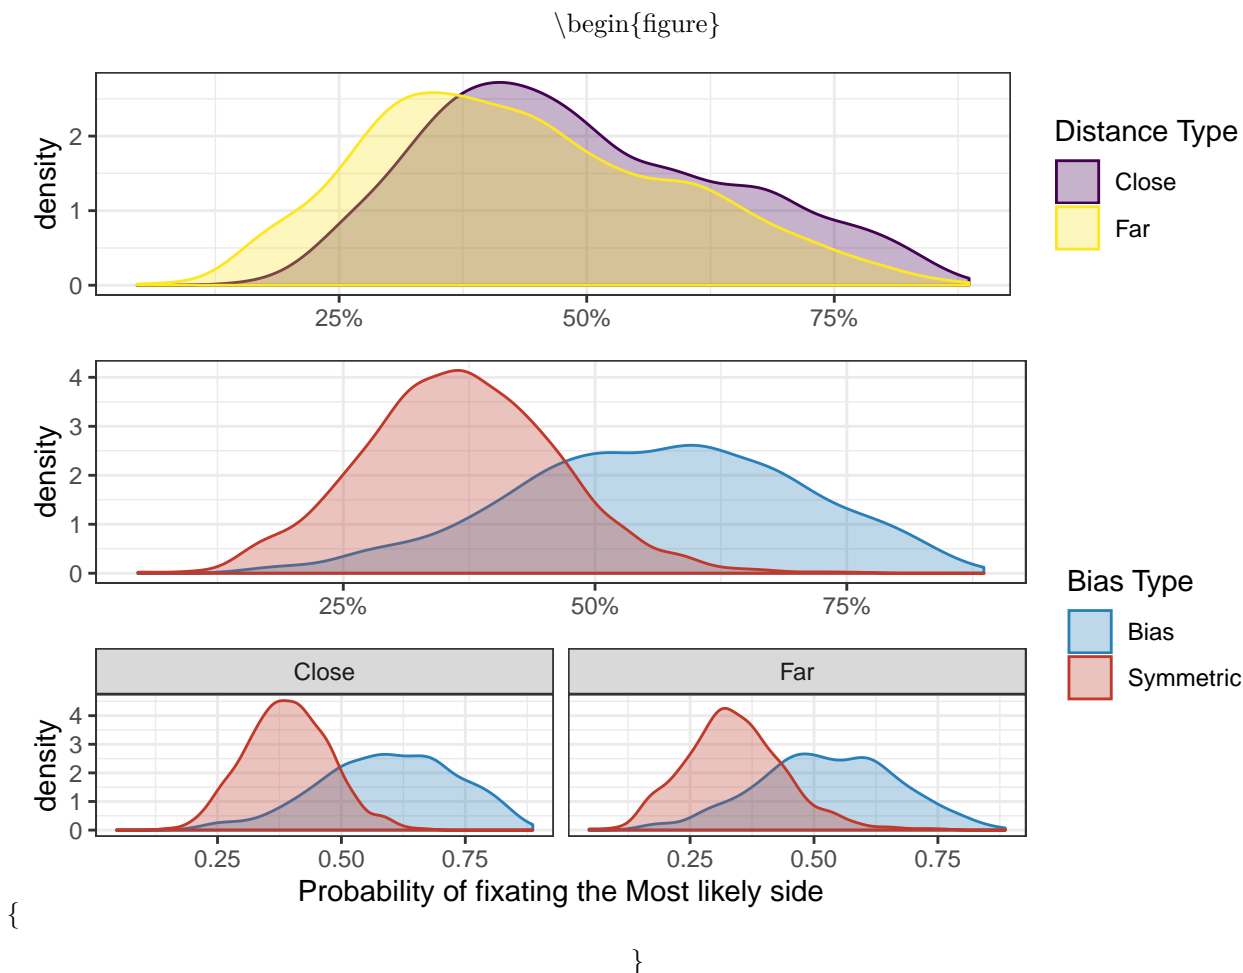 \begin{figure}
density
2
1
0
25% 50% 75%
Distance Type
Close
Far
density
4
3
2
1
0
25% 50% 75%
Bias Type
Bias
Symmetric
Close Far
density
4
3
2
1
0
0.25 0.50 0.75 0.25 0.50 0.75
Probability of fixating the Most likely side
{
}